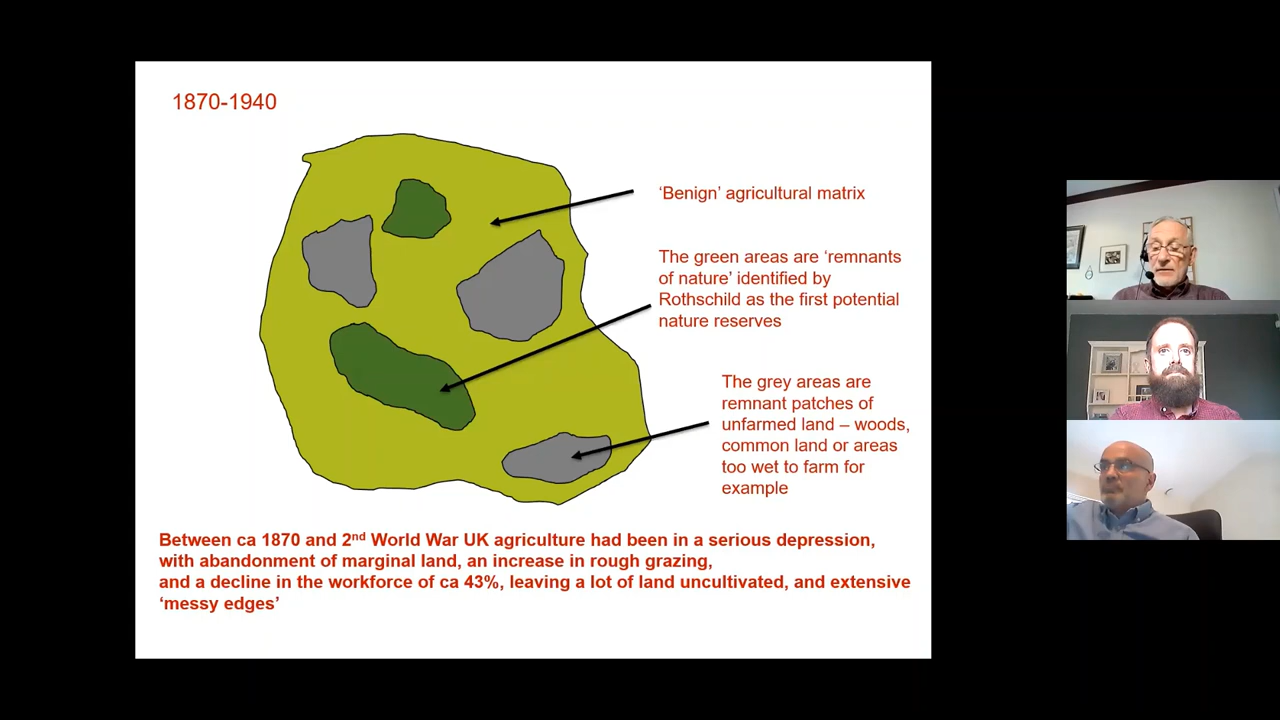 1870-1940
‘Benign’ agricultural matrix
The green areas are ‘remnants
of nature’ identified by
Rothschild as the first potential
nature reserves
The grey areas are
remnant patches of
unfarmed land – woods,
common land or areas
too wet to farm for
example
Between ca 1870 and 2nd World War UK agriculture had been in a serious depression,
with abandonment of marginal land, an increase in rough grazing,
and a decline in the workforce of ca 43%, leaving a lot of land uncultivated, and extensive
‘messy edges’